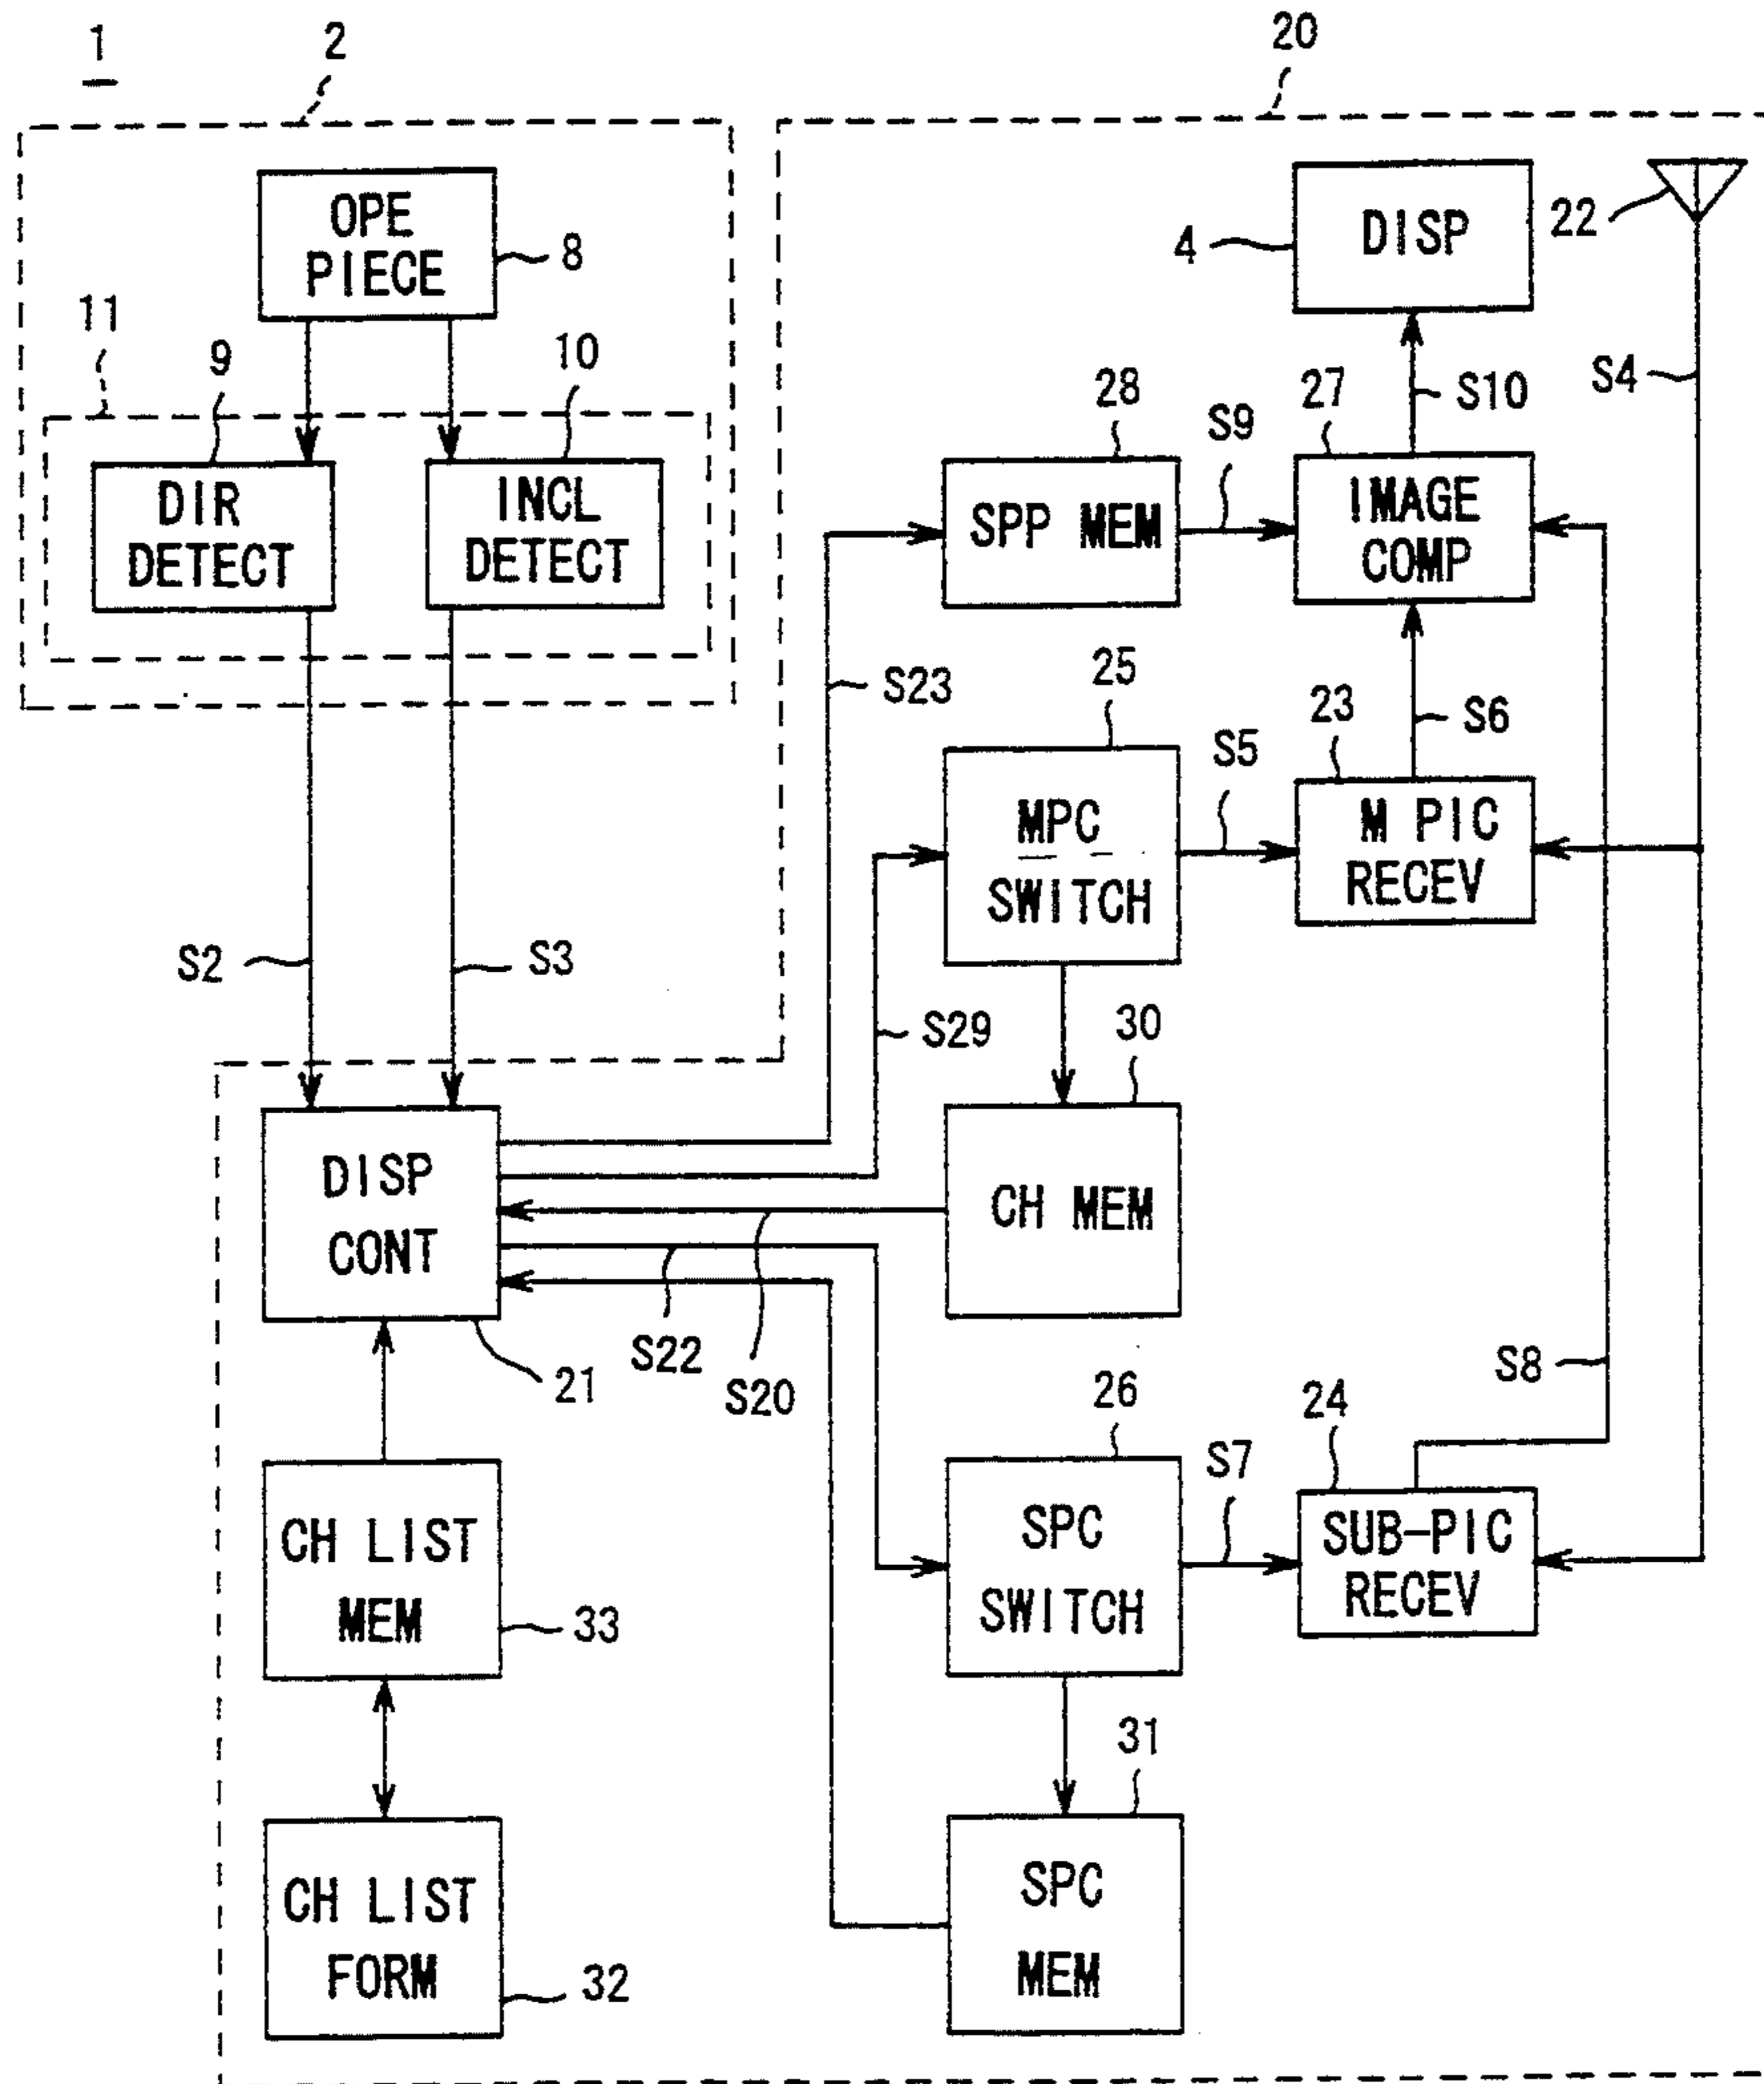 1
2
20
OPE
PIECE
8
11
9
10
DIR
DETECT
INCL
DETECT
DISP
4
22
S10
S4
28
S9
27
SPP MEM
IMAGE
COMP
S23
25
S5
23
S6
MPC
SWITCH
M PIC
RECEV
S2
S3
S29
30
DISP
CONT
CH MEM
21
S22
S20
S8
26
S7
24
CH LIST
MEM
33
SPC
SWITCH
SUB-PIC
RECEV
31
CH LIST
FORM
32
SPC
MEM